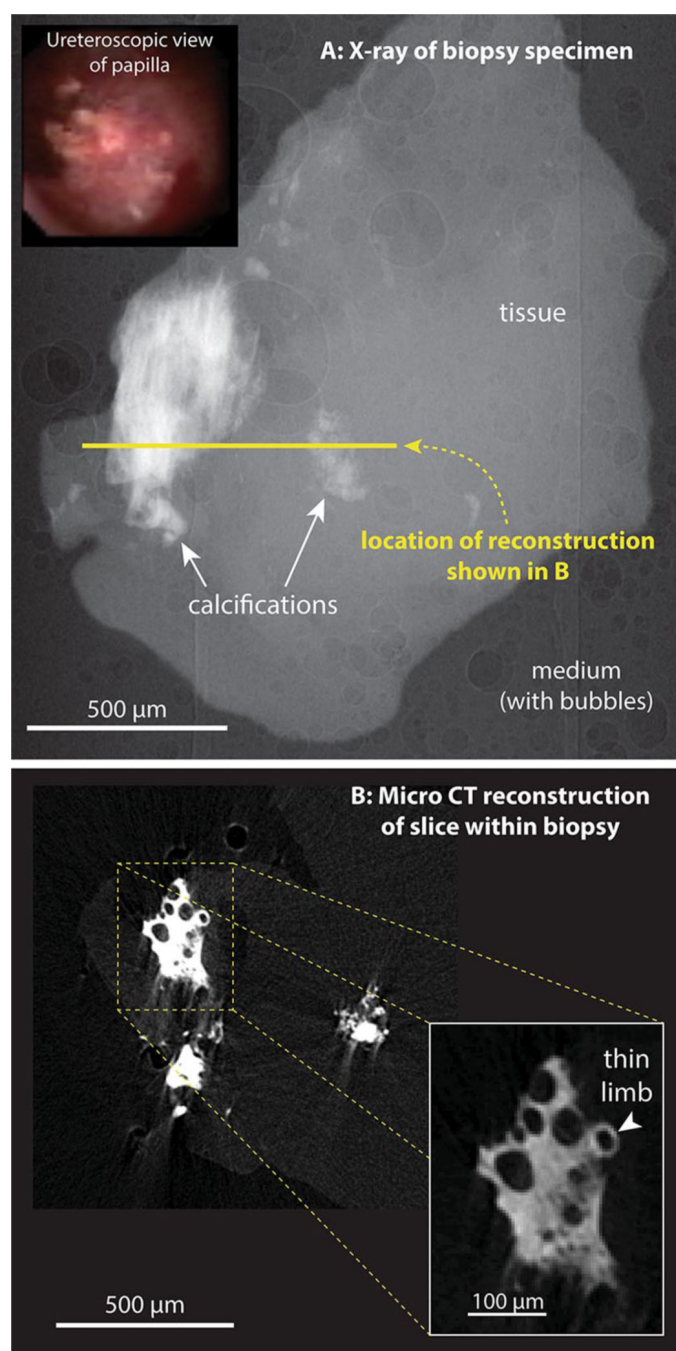 Ureteroscopic view
of papilla
A: X-ray of biopsy specimen
tissue
location of reconstruction
shown in B
calcifications
medium
(with bubbles)
500 µm
B: Micro CT reconstruction
of slice within biopsy
thin
limb
500 µm
100 µm